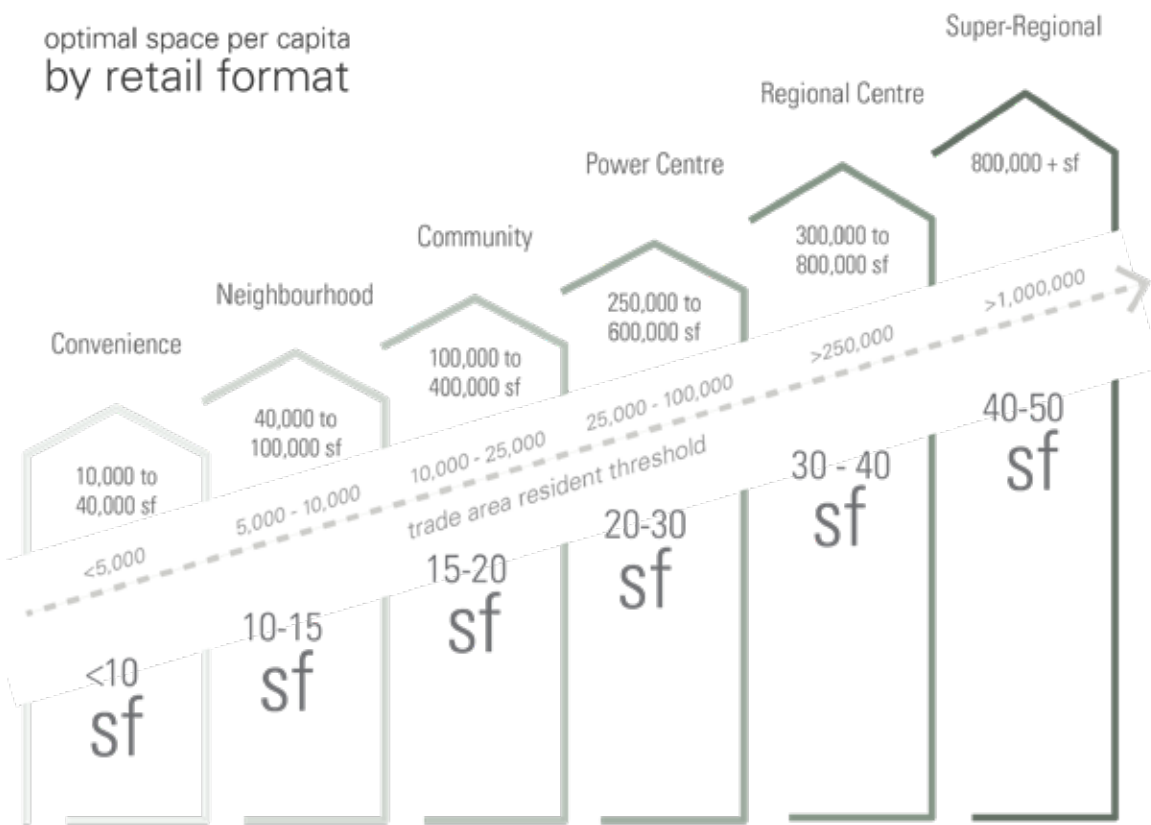 optimal space per capita
by retail format
Convenience
10,000 to
40,000 sf
<5,000
<10
sf
Neighbourhood
40,000 to
100,000 sf
5,000 - 10,000
10-15
sf
Community
100,000 to
400,000 sf
10,000 - 25,000
15-20
sf
Power Centre
250,000 to
600,000 sf
25,000 - 100,000
20-30
sf
Regional Centre
300,000 to
800,000 sf
>250,000
30 - 40
sf
Super-Regional
800,000 + sf
>1,000,000
40-50
sf
trade area resident threshold